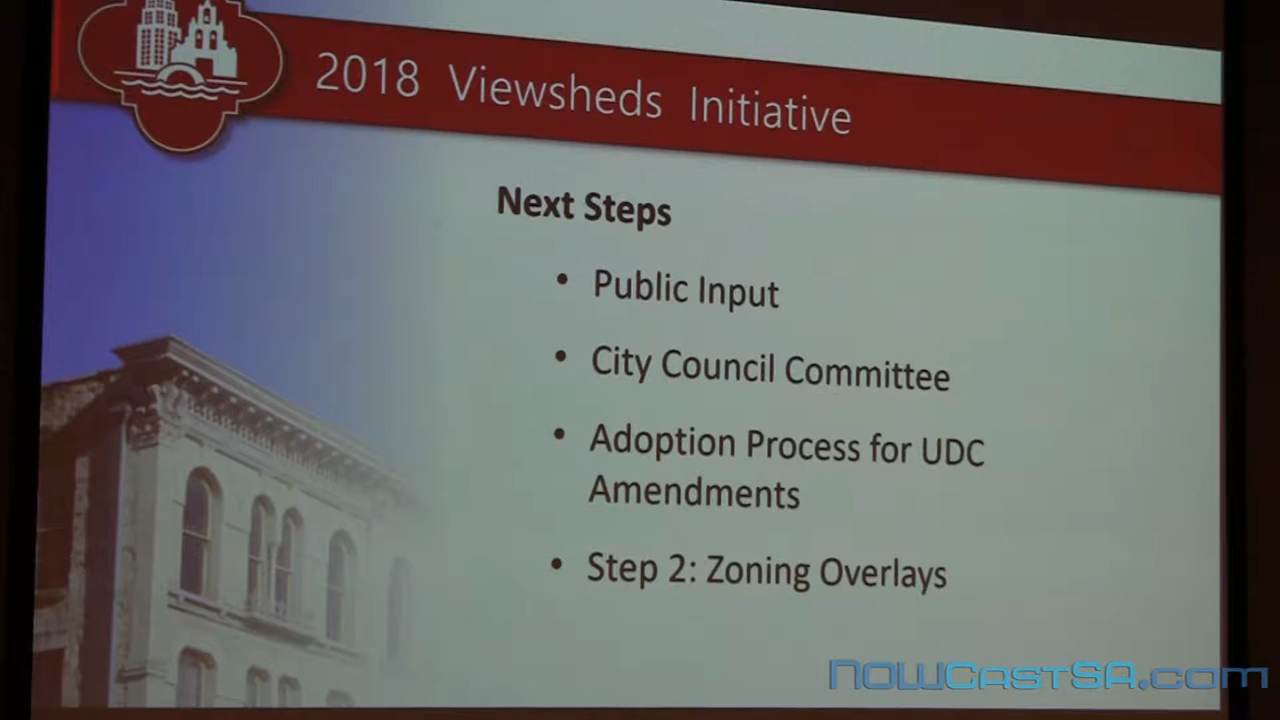 2018 Viewsheds Initiative
Next Steps
• Public Input
• City Council Committee
• Adoption Process for UDC
Amendments
• Step 2: Zoning Overlays
NowCastSA.com